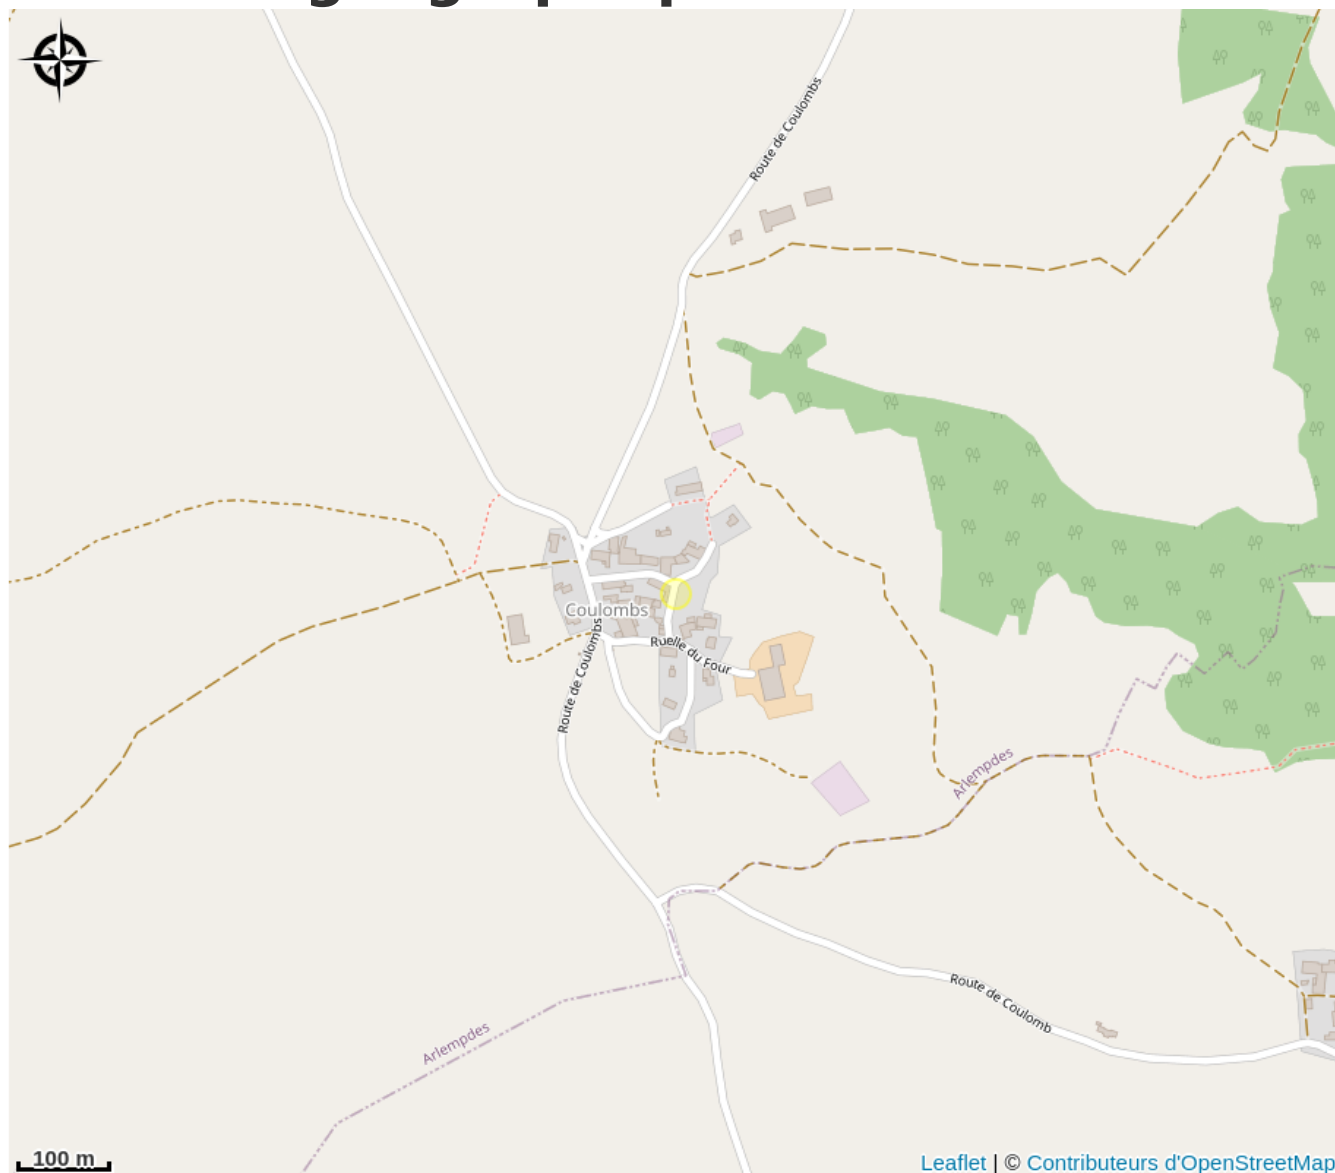 Route de Coulombs
Coulombs
Ruelle du Four
Route de Coulombs
Arlempdes
Route de Coulomb
Arlempdes
100 m
Leaflet | © Contributeurs d'OpenStreetMap